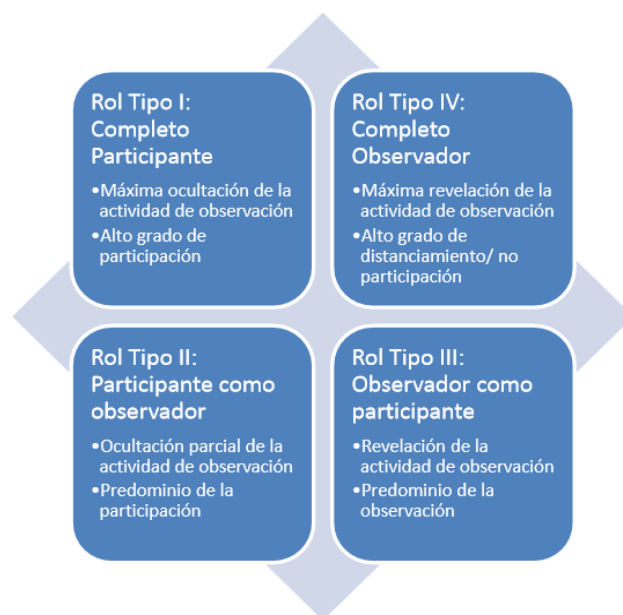 Rol Tipo I:
Completo
Participante
•Máxima ocultación de la
actividad de observación
•Alto grado de
participación
Rol Tipo IV:
Completo
Observador
•Máxima revelación de la
actividad de observación
•Alto grado de
distanciamiento/ no
participación
Rol Tipo II:
Participante como
observador
•Ocultación parcial de la
actividad de observación
•Predominio de la
participación
Rol Tipo III:
Observador como
participante
•Revelación de la
actividad de observación
•Predominio de la
observación